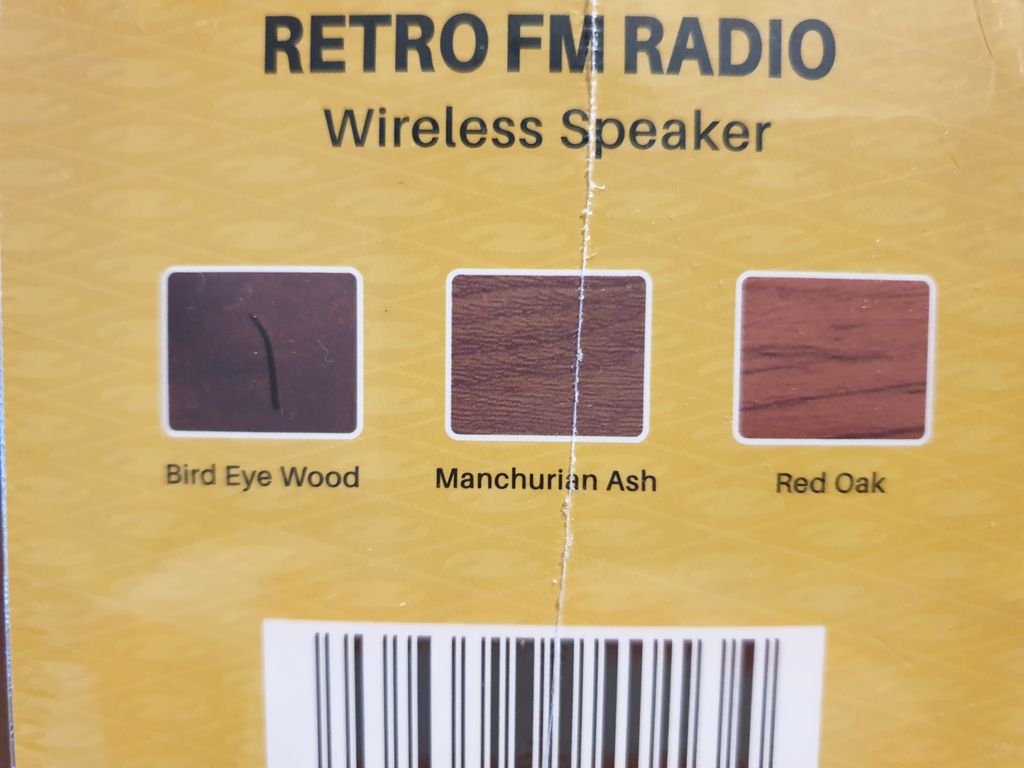 RETRO FM RADIO
Wireless Speaker
Bird Eye Wood
Manchurian Ash
Red Oak